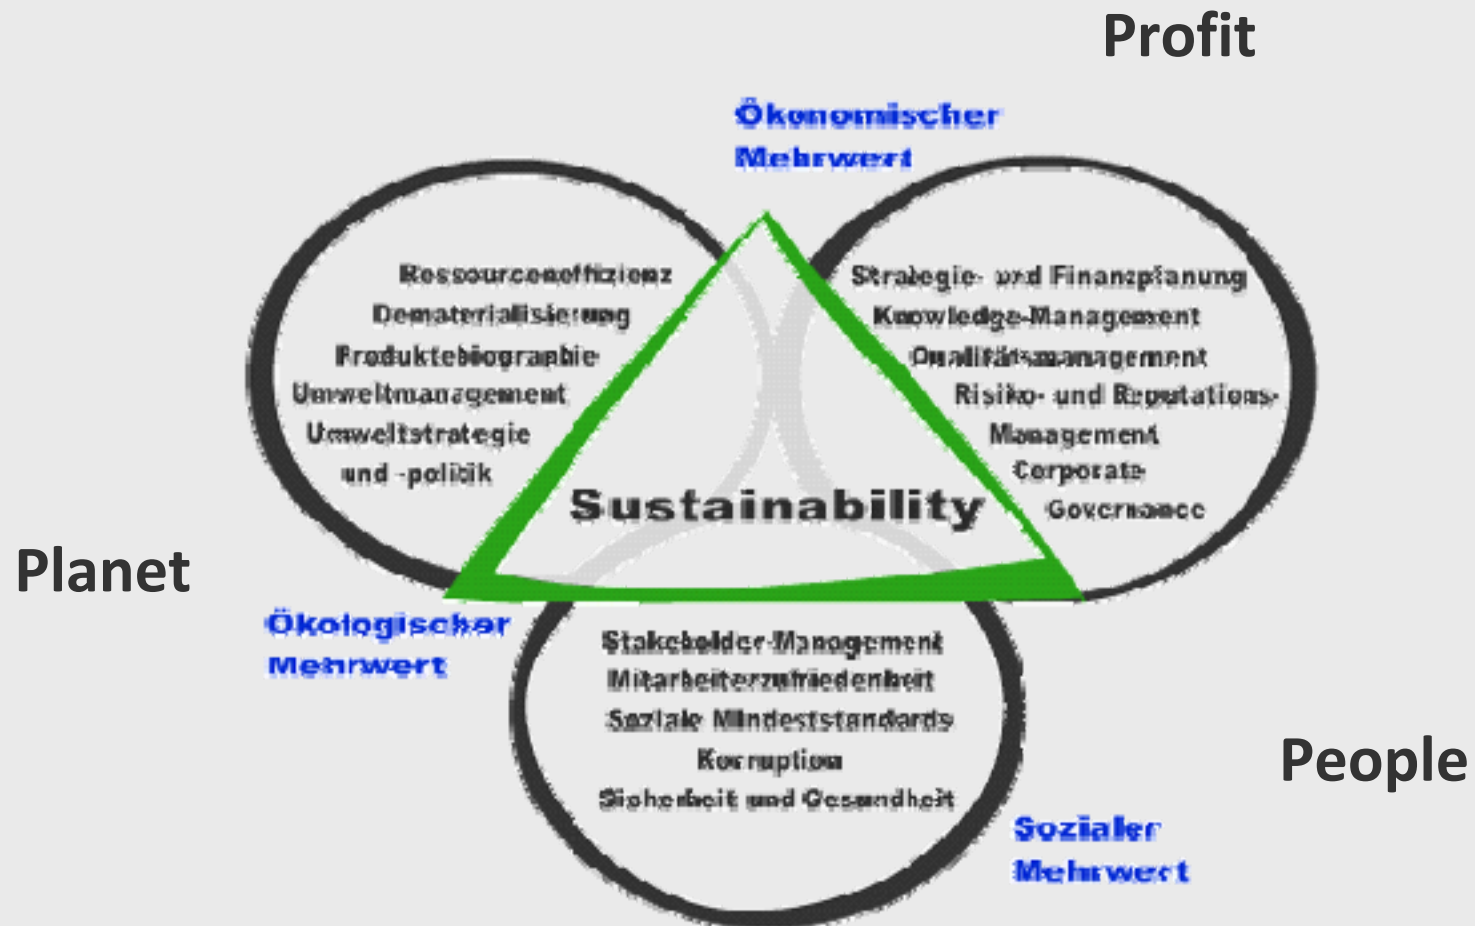 Profit
Ökonomischer
Mehrwert
Ressourceneffizienz
Dematerialisierung
Produktebiographie
Umweltmanagement
Umweltstrategie
und -politik
Strategie- und Finanzplanung
Knowledge-Management
Qualitätsmanagement
Risiko- und Reputations-
Management
Corporate
Governance
Sustainability
Planet
Ökologischer
Mehrwert
Stakeholder-Management
Mitarbeiterzufriedenheit
Soziale Mindeststandards
Korruption
Sicherheit und Gesundheit
People
Sozialer
Mehrwert